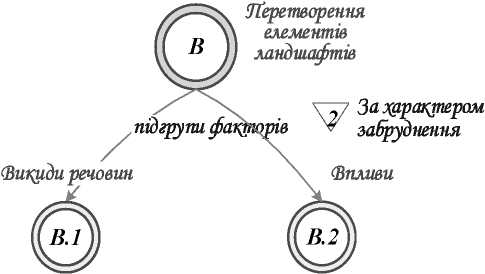 Перетворення
елементів
ландшафтів
В
підгрупи факторів
2
За характером
забруднення
Викиди речовин
Впливи
В.1
В.2